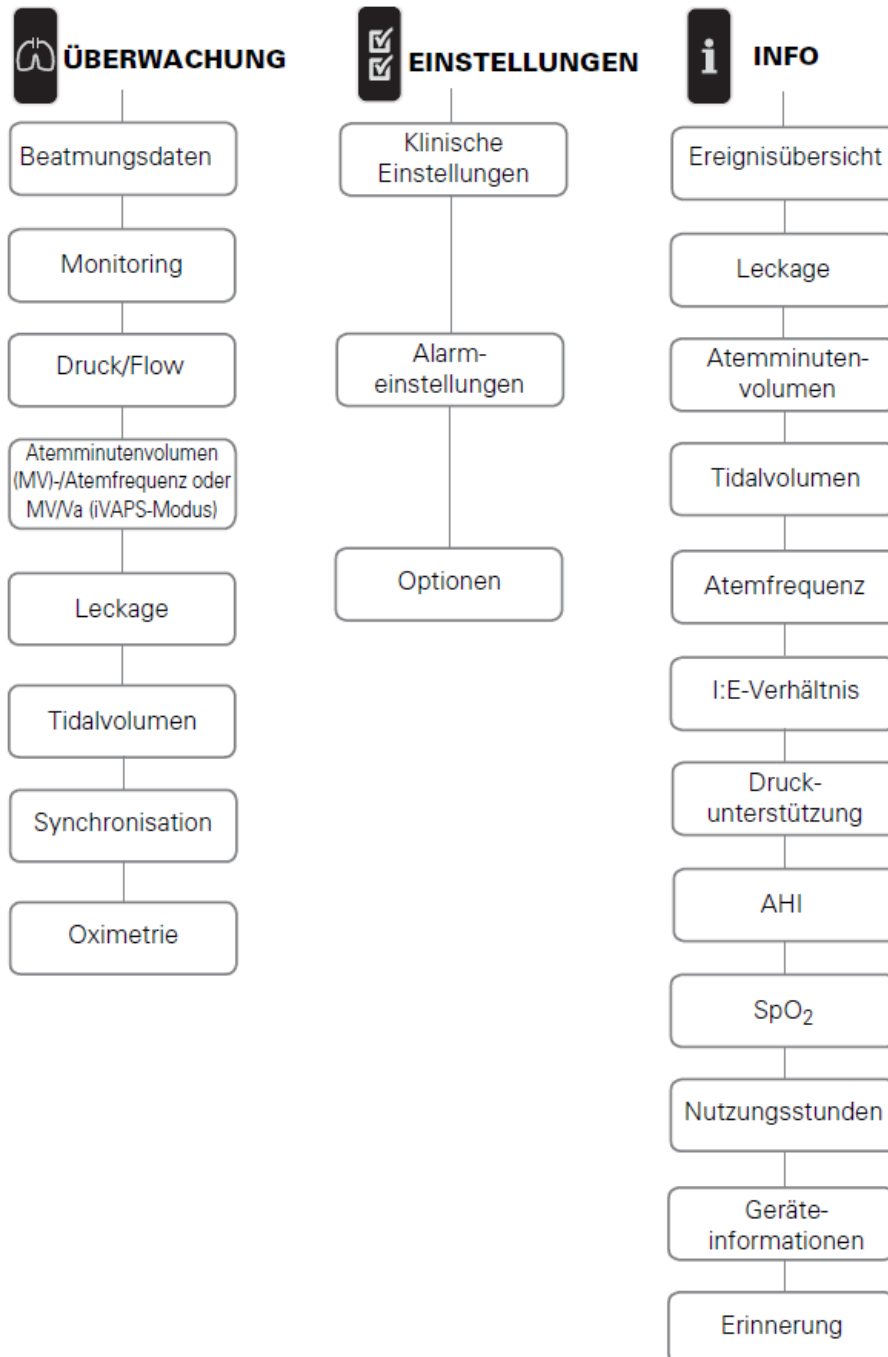 ÜBERWACHUNG
Beatmungsdaten
Monitoring
Druck/Flow
Atemminutenvolumen
(MV)-/Atemfrequenz oder
MV/Va (iVAPS-Modus)
Leckage
Tidalvolumen
Synchronisation
Oximetrie
EINSTELLUNGEN
Klinische
Einstellungen
Alarm-
einstellungen
Optionen
i INFO
Ereignisübersicht
Leckage
Atemminuten-
volumen
Tidalvolumen
Atemfrequenz
I:E-Verhältnis
Druck-
unterstützung
AHI
SpO₂
Nutzungsstunden
Geräte-
informationen
Erinnerung